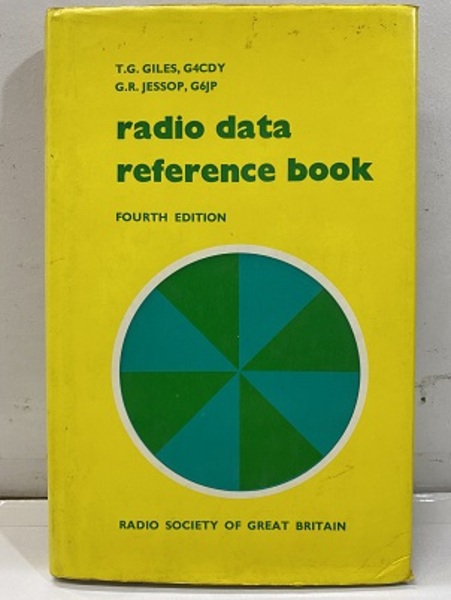 T.G. GILES, G4CDY
G.R. JESSOP, G6JP
radio data
reference book
FOURTH EDITION
RADIO SOCIETY OF GREAT BRITAIN